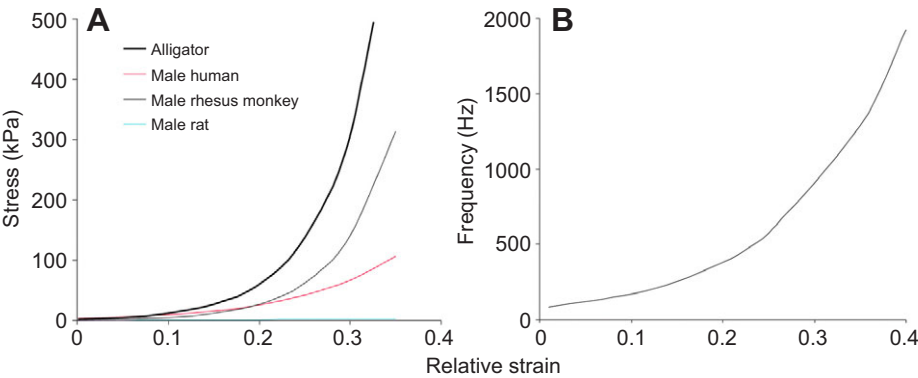 A
Stress (kPa)
500
400
300
200
100
0
Alligator
Male human
Male rhesus monkey
Male rat
0 0.1 0.2 0.3 0.4
B
Frequency (Hz)
2000
1500
1000
500
0
0 0.1 0.2 0.3 0.4
Relative strain